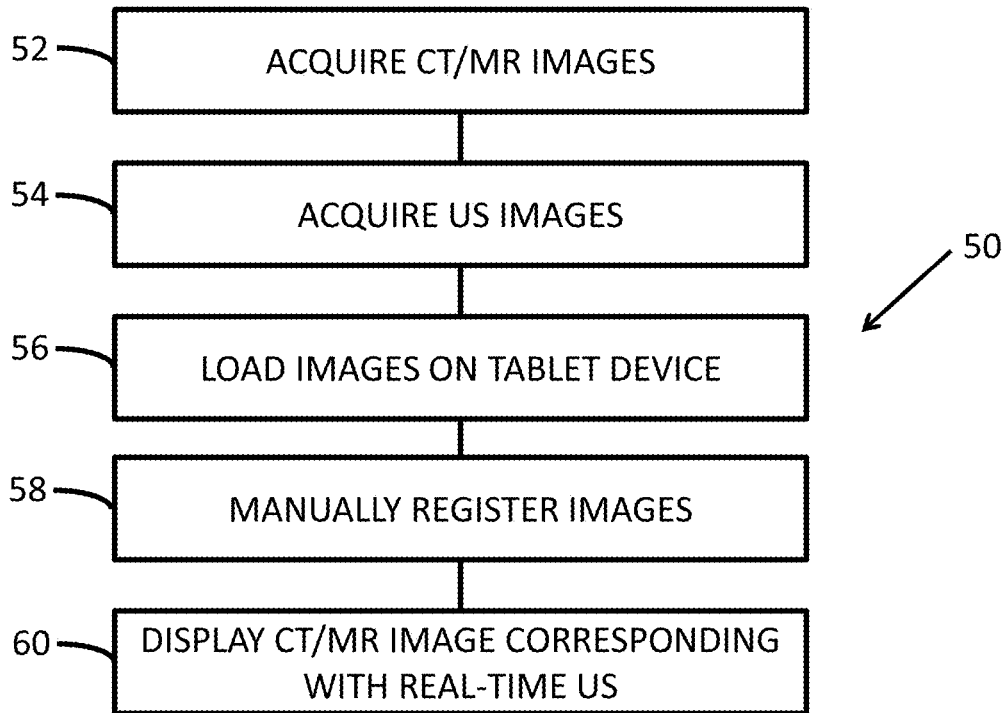 52
ACQUIRE CT/MR IMAGES
54
ACQUIRE US IMAGES
50
56
LOAD IMAGES ON TABLET DEVICE
58
MANUALLY REGISTER IMAGES
60
DISPLAY CT/MR IMAGE CORRESPONDING
WITH REAL-TIME US